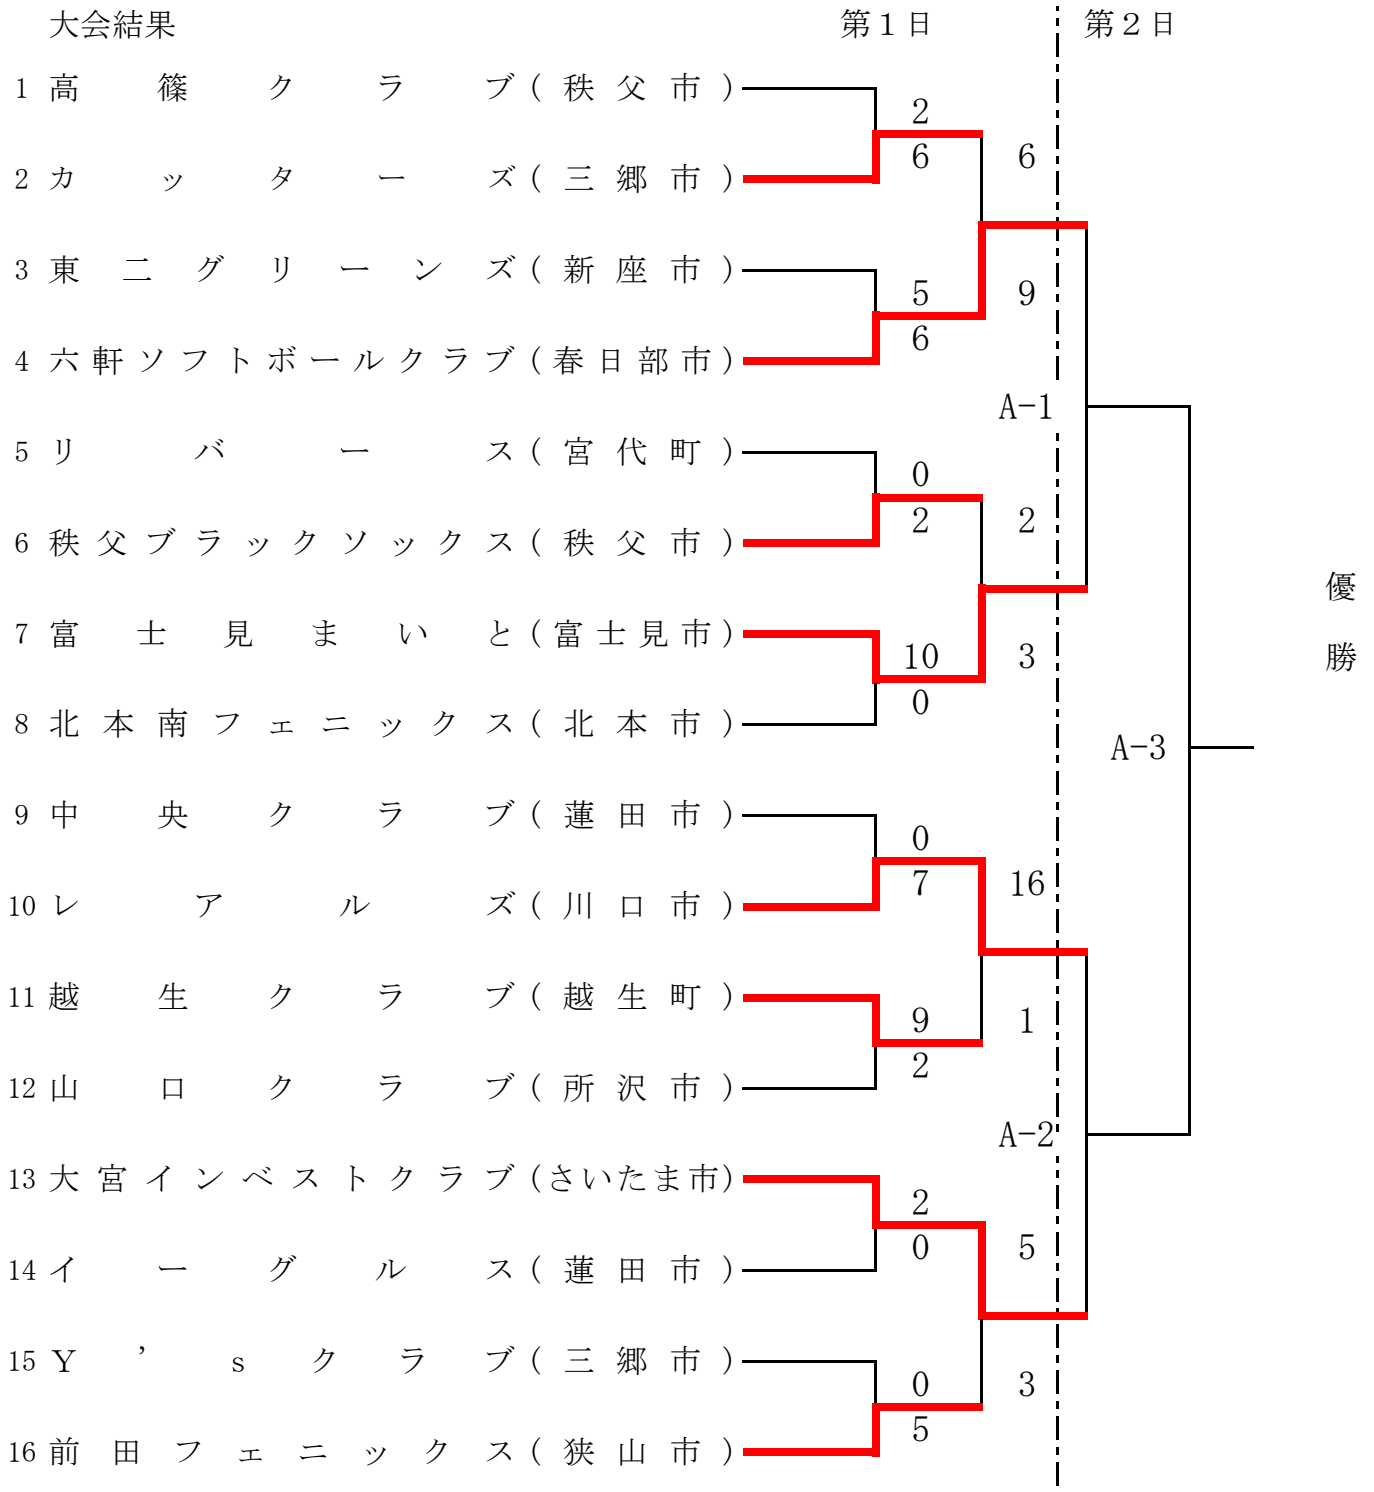 大会結果 第１日 第２日
1 高篠クラブ(秩父市)
2
6
6
2 カッターズ(三郷市)
3 東二グリーンズ(新座市)
5
9
6
4 六軒ソフトボールクラブ(春日部市)
A-1
5 リバース(宮代町)
0
2
2
6 秩父ブラックソックス(秩父市)
優
7 富士見まいと(富士見市)
10
3
勝
0
8 北本南フェニックス(北本市)
A-3
9 中央クラブ(蓮田市)
0
7
16
10 レアルズ(川口市)
11 越生クラブ(越生町)
9
1
2
12 山口クラブ(所沢市)
A-2
13 大宮インベストクラブ(さいたま市)
2
0
5
14 イーグルス(蓮田市)
15 Ｙ’ｓクラブ(三郷市)
0
3
5
16 前田フェニックス(狭山市)